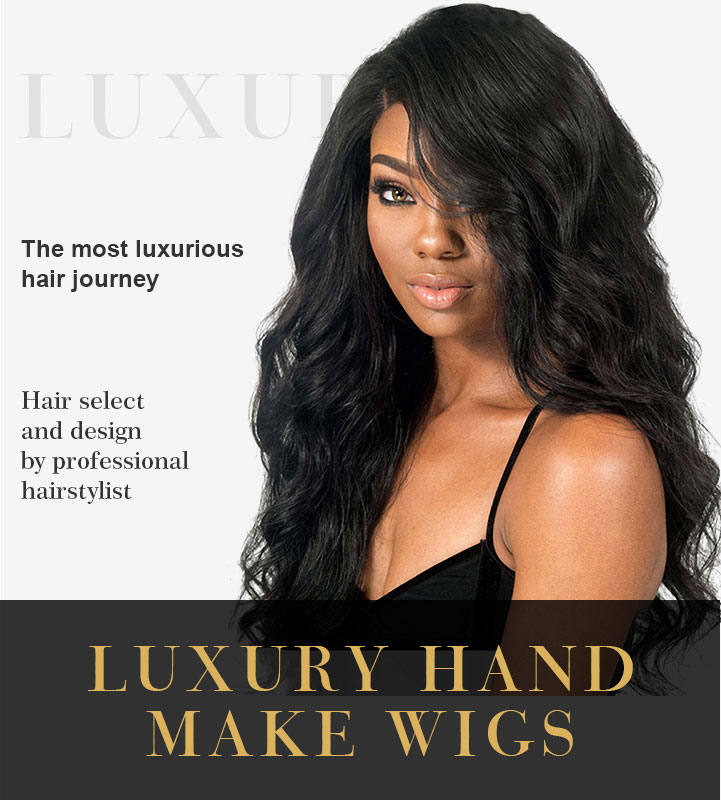 LUXUR
The most luxurious
hair journey
Hair select
and design
by professional
hairstylist
LUXURY HAND
MAKE WIGS